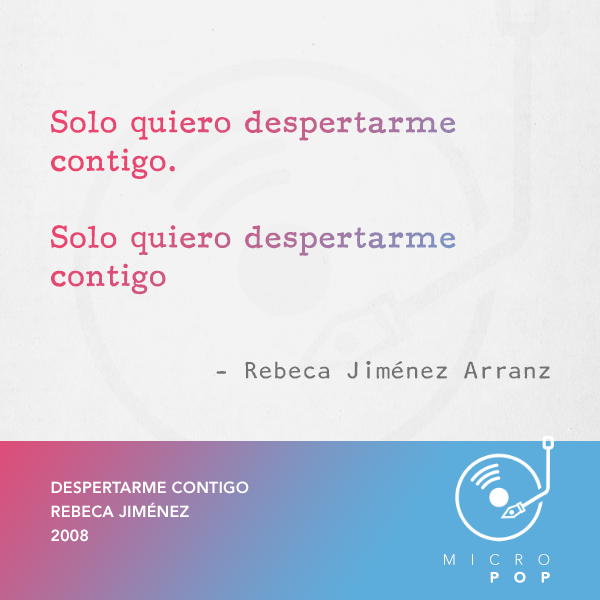 Solo quiero despertarme
contigo.
Solo quiero despertarme
contigo
- Rebeca Jiménez Arranz
DESPERTARME CONTIGO
REBECA JIMÉNEZ
2008
MICRO
POP